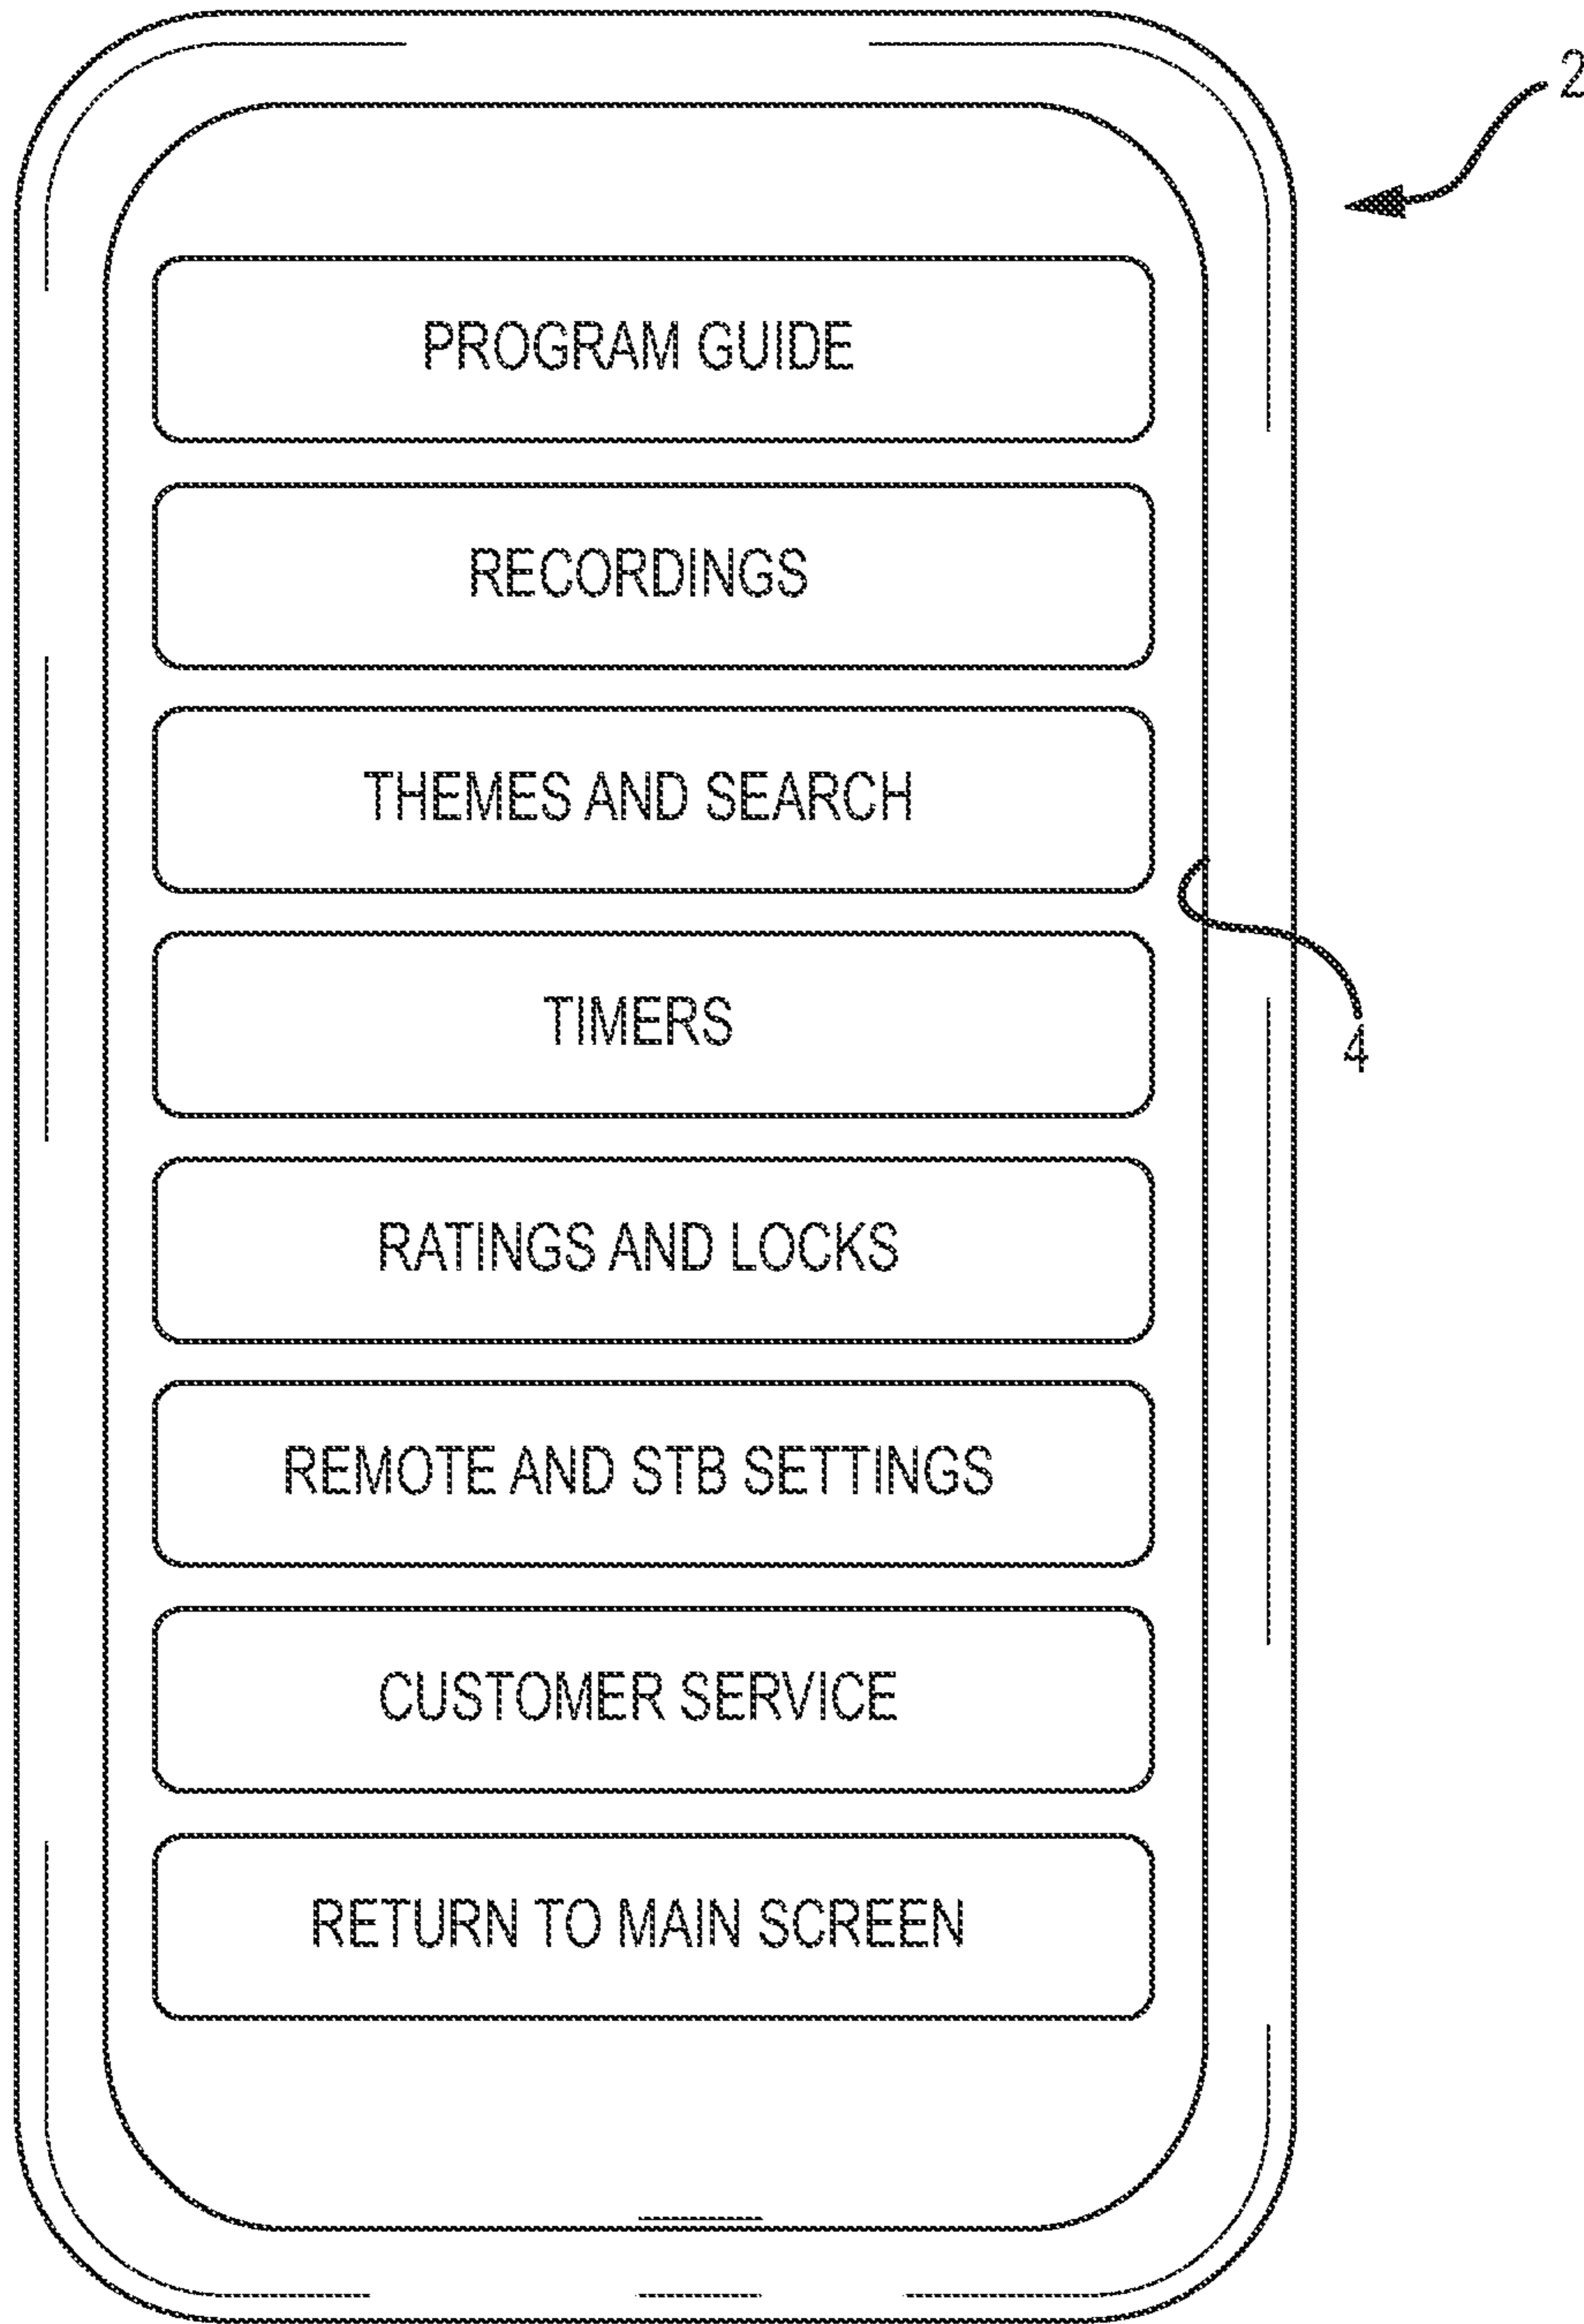 2
PROGRAM GUIDE
RECORDINGS
THEMES AND SEARCH
TIMERS
4
RATINGS AND LOCKS
REMOTE AND STB SETTINGS
CUSTOMER SERVICE
RETURN TO MAIN SCREEN